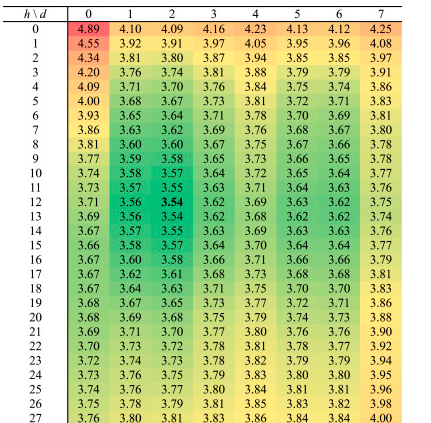 h \ d 0 1 2 3 4 5 6 7
0 4.89 4.10 4.09 4.16 4.23 4.13 4.12 4.25
1 4.55 3.92 3.91 3.97 4.05 3.95 3.96 4.08
2 4.34 3.81 3.80 3.87 3.94 3.85 3.85 3.97
3 4.20 3.76 3.74 3.81 3.88 3.79 3.79 3.91
4 4.09 3.71 3.70 3.76 3.84 3.75 3.74 3.86
5 4.00 3.68 3.67 3.73 3.81 3.72 3.71 3.83
6 3.93 3.65 3.64 3.71 3.78 3.70 3.69 3.81
7 3.86 3.63 3.62 3.69 3.76 3.68 3.67 3.80
8 3.81 3.60 3.60 3.67 3.75 3.67 3.66 3.78
9 3.77 3.59 3.58 3.65 3.73 3.66 3.65 3.78
10 3.74 3.58 3.57 3.64 3.72 3.65 3.64 3.77
11 3.73 3.57 3.55 3.63 3.71 3.64 3.63 3.76
12 3.71 3.56 3.54 3.62 3.69 3.63 3.62 3.75
13 3.69 3.56 3.54 3.62 3.68 3.62 3.62 3.74
14 3.67 3.57 3.55 3.63 3.69 3.63 3.63 3.76
15 3.66 3.58 3.57 3.64 3.70 3.64 3.64 3.77
16 3.67 3.60 3.58 3.66 3.71 3.66 3.66 3.79
17 3.67 3.62 3.61 3.68 3.73 3.68 3.68 3.81
18 3.67 3.64 3.63 3.71 3.75 3.70 3.70 3.83
19 3.68 3.67 3.65 3.73 3.77 3.72 3.71 3.86
20 3.68 3.69 3.68 3.75 3.79 3.74 3.73 3.88
21 3.69 3.71 3.70 3.77 3.80 3.76 3.76 3.90
22 3.70 3.73 3.72 3.78 3.81 3.78 3.77 3.92
23 3.72 3.74 3.73 3.78 3.82 3.79 3.79 3.94
24 3.73 3.76 3.75 3.79 3.83 3.80 3.80 3.95
25 3.74 3.76 3.77 3.80 3.84 3.81 3.81 3.96
26 3.75 3.78 3.79 3.81 3.85 3.83 3.82 3.98
27 3.76 3.80 3.81 3.83 3.86 3.84 3.84 4.00